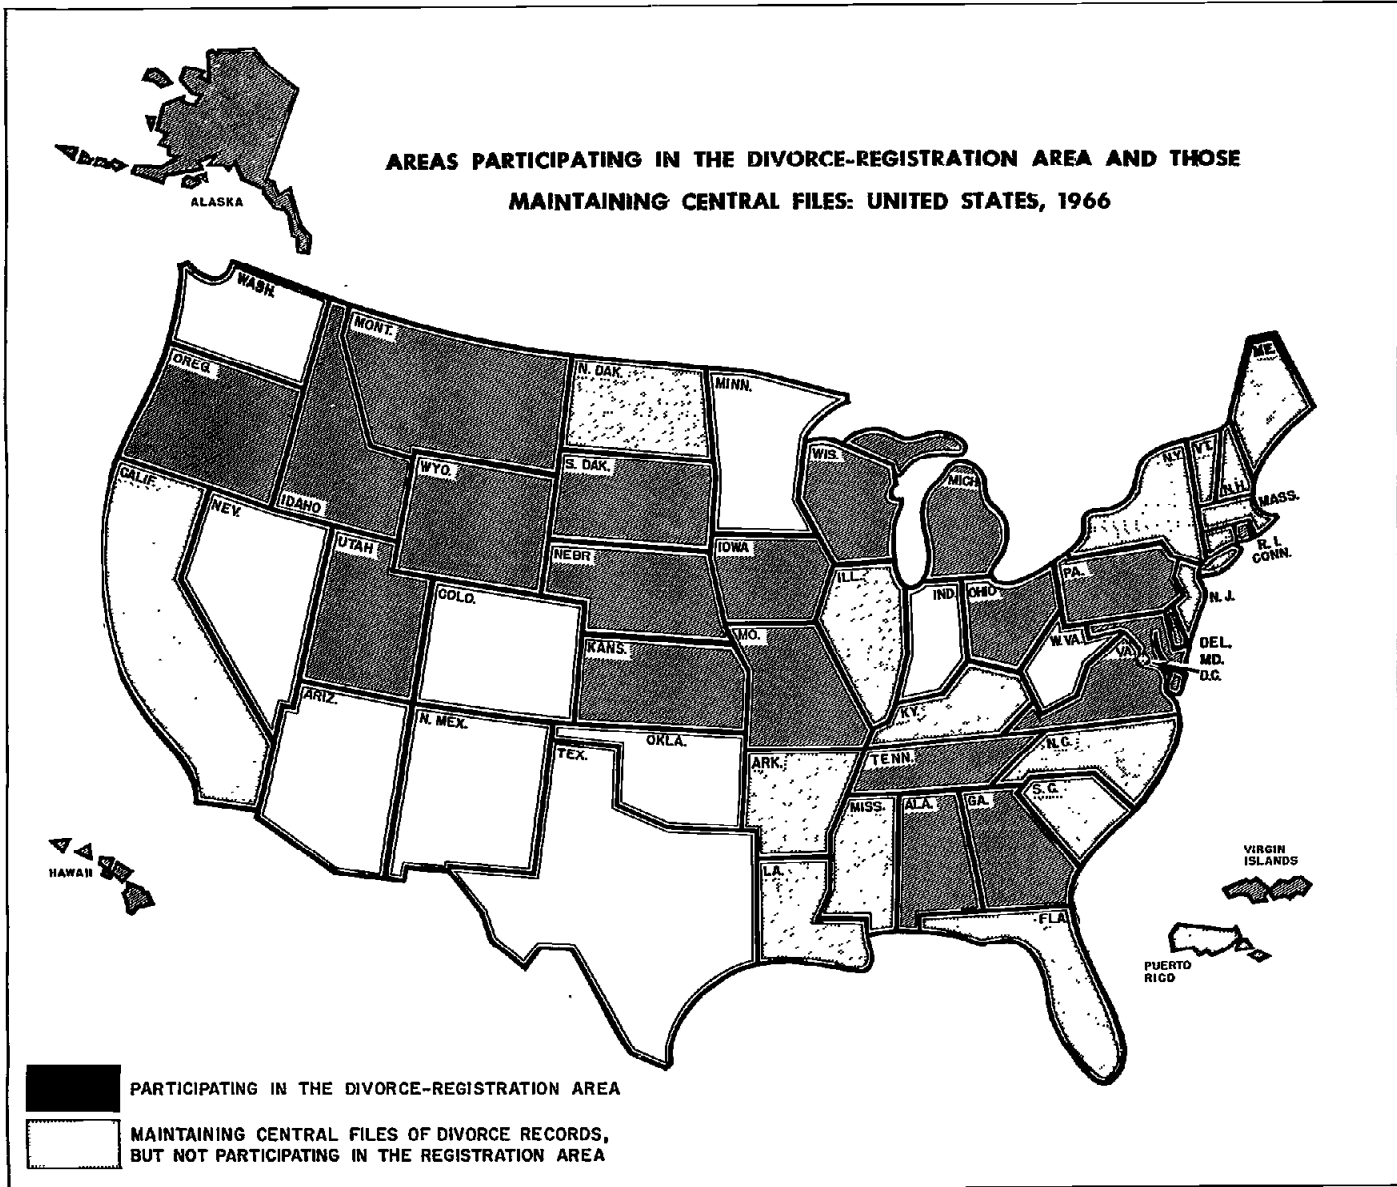 AREAS PARTICIPATING IN THE DIVORCE-REGISTRATION AREA AND THOSE
MAINTAINING CENTRAL FILES: UNITED STATES, 1966
ALASKA
WASH.
MONT.
OREG.
N. DAK.
MINN.
ME.
IDAHO
WYO.
S. DAK.
WIS.
MICH.
N.Y.
VT.
N.H.
MASS.
R. I.
CONN.
CALIF.
NEV.
UTAH
NEBR
IOWA
ILL.
IND.
OHIO
PA.
N. J.
COLO.
KANS.
MO.
W. VA.
VA.
DEL.
MD.
D.C.
ARIZ.
N. MEX.
OKLA.
TEX.
KY.
TENN.
N.C.
ARK.
S.C.
MISS.
ALA.
GA.
LA.
FLA.
HAWAII
VIRGIN
ISLANDS
PUERTO
RICO
PARTICIPATING IN THE DIVORCE-REGISTRATION AREA
MAINTAINING CENTRAL FILES OF DIVORCE RECORDS,
BUT NOT PARTICIPATING IN THE REGISTRATION AREA